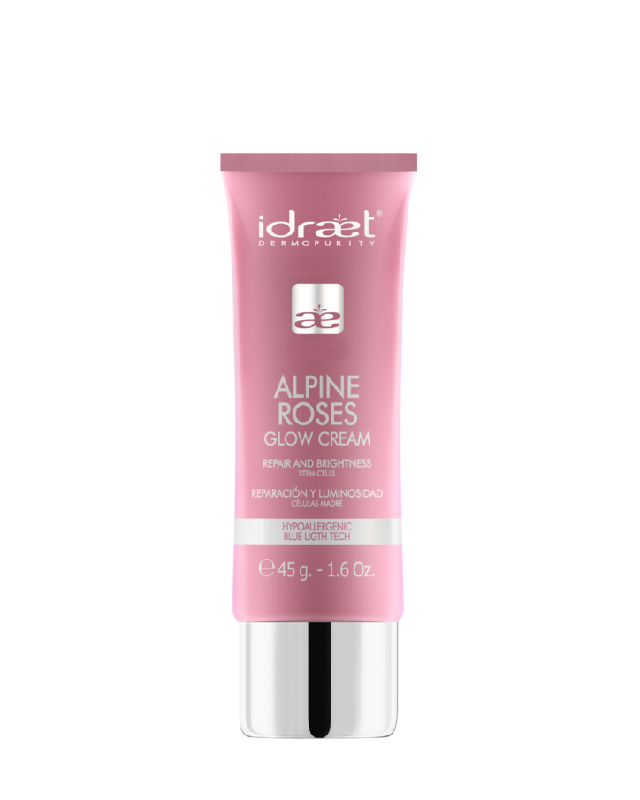 idraet®
DERMOPURITY
ae
ALPINE
ROSES
GLOW CREAM
REPAIR AND BRIGHTNESS
STEM CELLS
REPARACIÓN Y LUMINOSIDAD
CÉLULAS MADRE
HYPOALLERGENIC
BLUE LIGTH TECH
℮ 45 g. - 1.6 Oz.